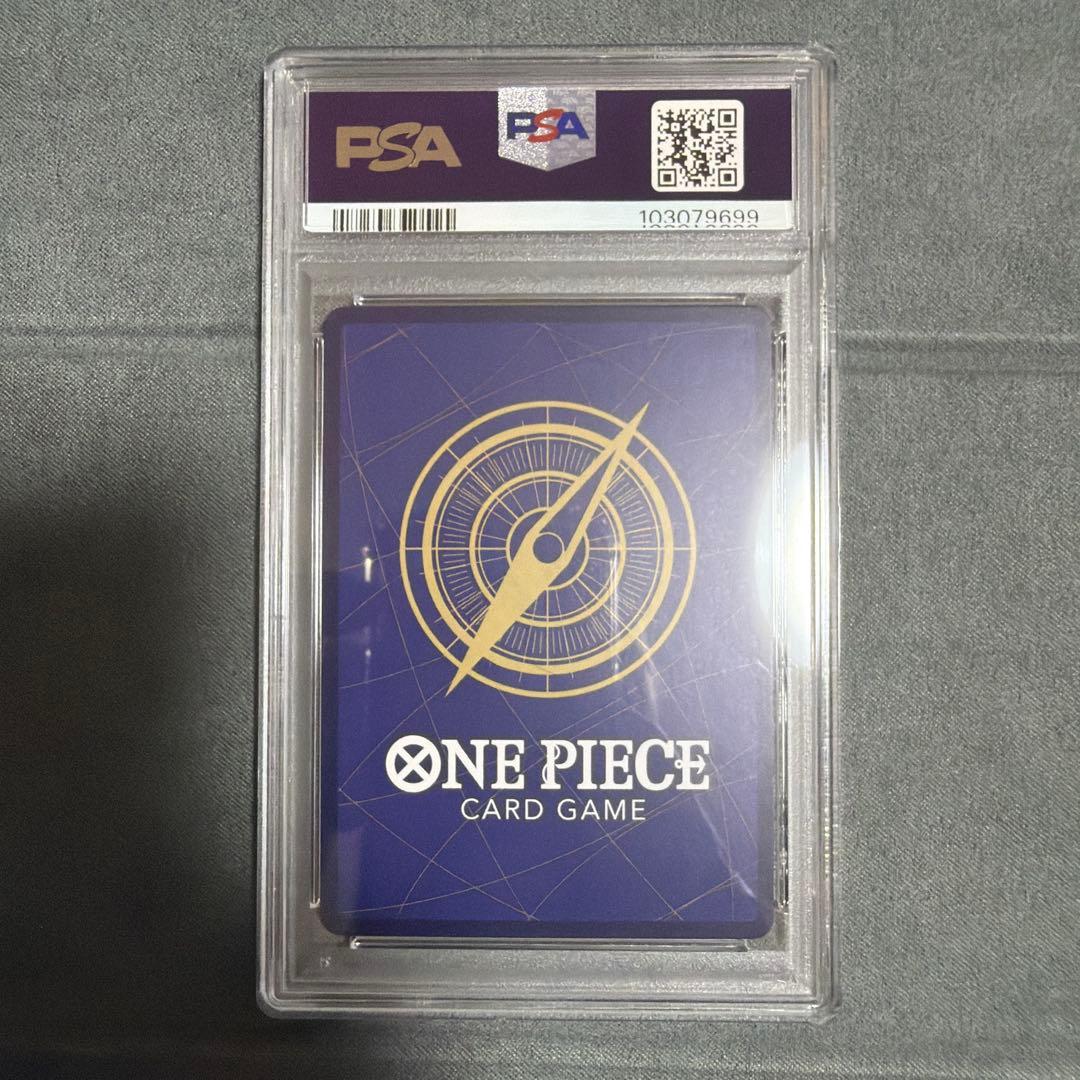 PSA
PSA
103079699
ONE PIECE
CARD GAME